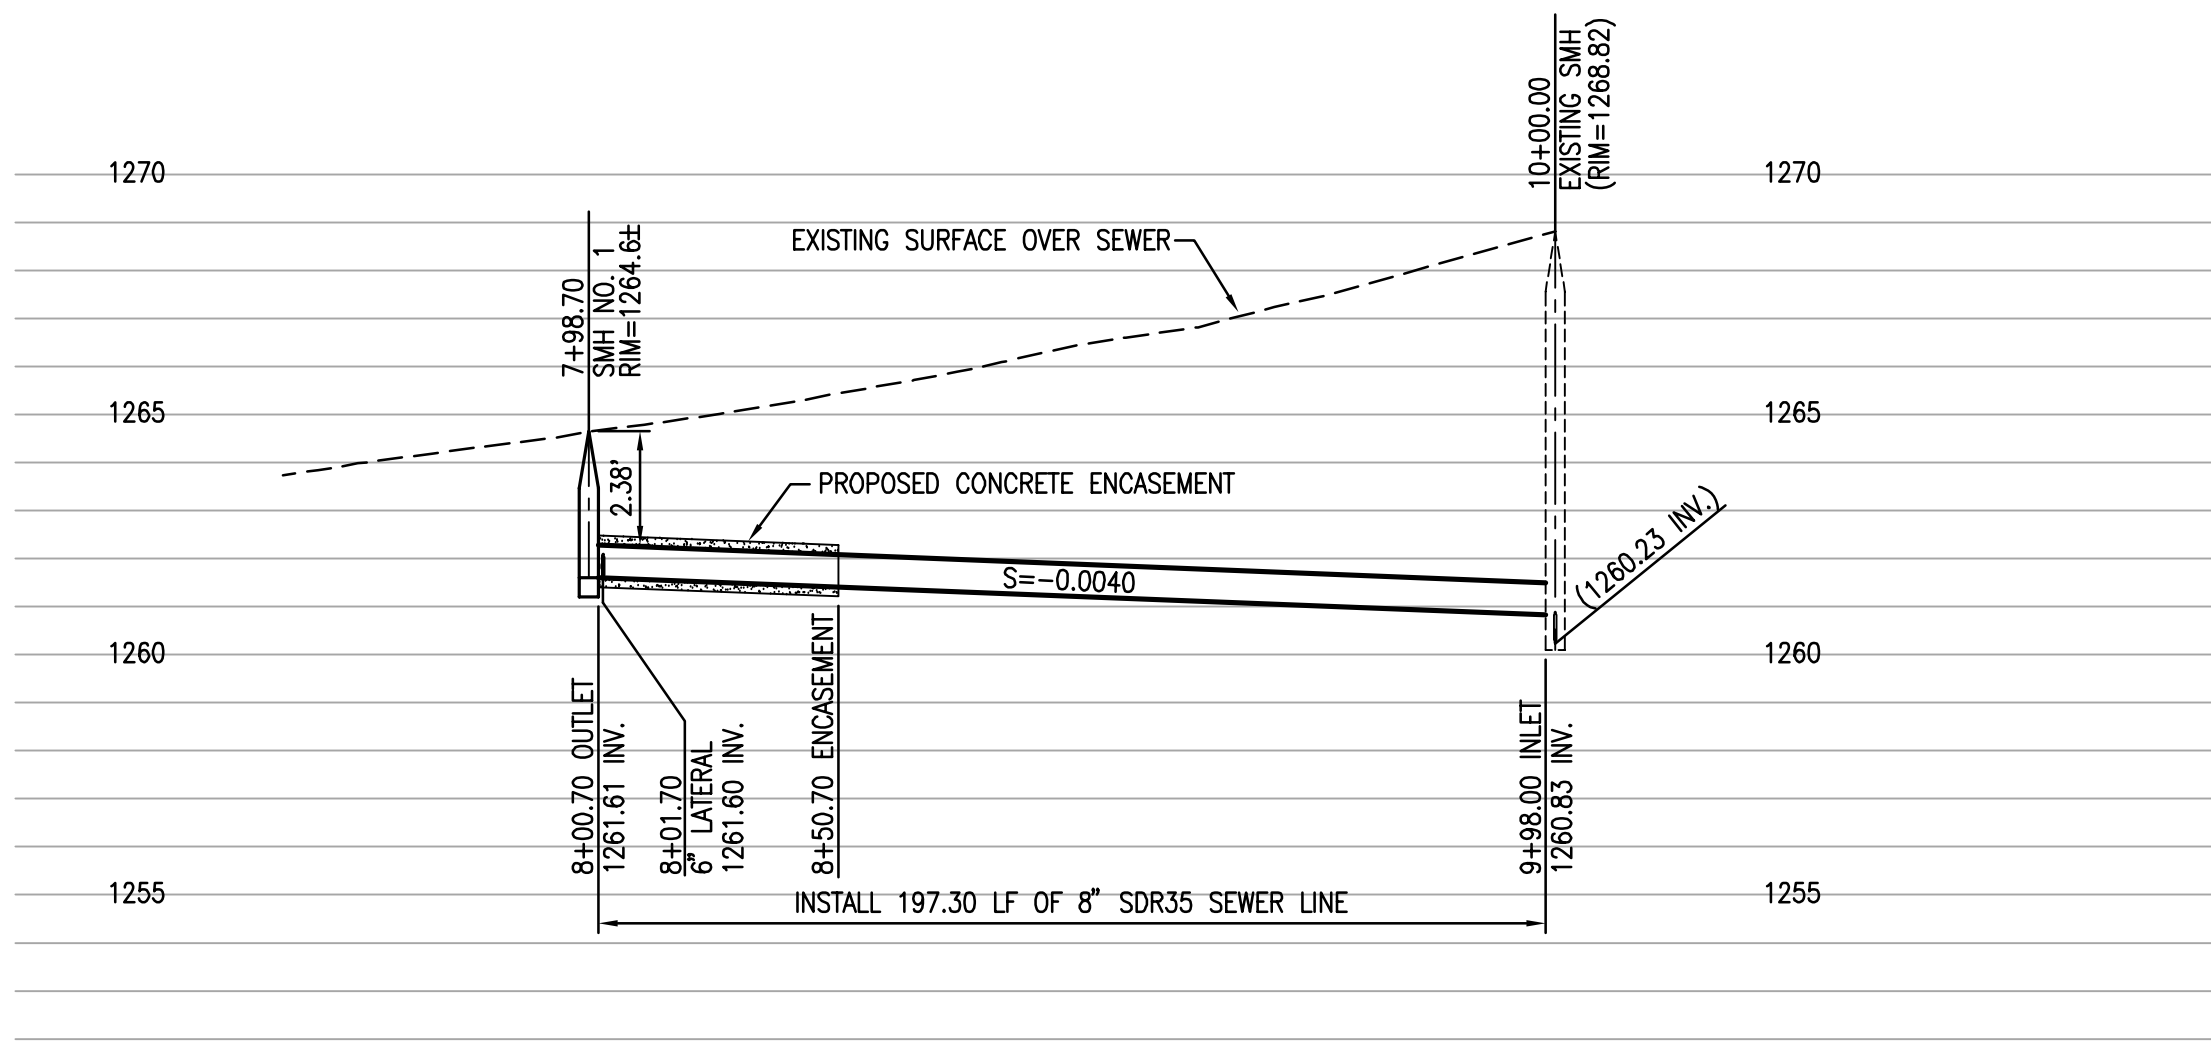 10+00.00
EXISTING SMH
(RIM=1268.82)
1270
1270
7+98.70
SMH NO. 1
RIM=1264.6±
EXISTING SURFACE OVER SEWER
1265
1265
2.38'
PROPOSED CONCRETE ENCASEMENT
S=-0.0040
(1260.23 INV.)
1260
1260
8+00.70 OUTLET
1261.61 INV.
8+01.70
6" LATERAL
1261.60 INV.
8+50.70 ENCASEMENT
9+98.00 INLET
1260.83 INV.
1255
1255
INSTALL 197.30 LF OF 8" SDR35 SEWER LINE